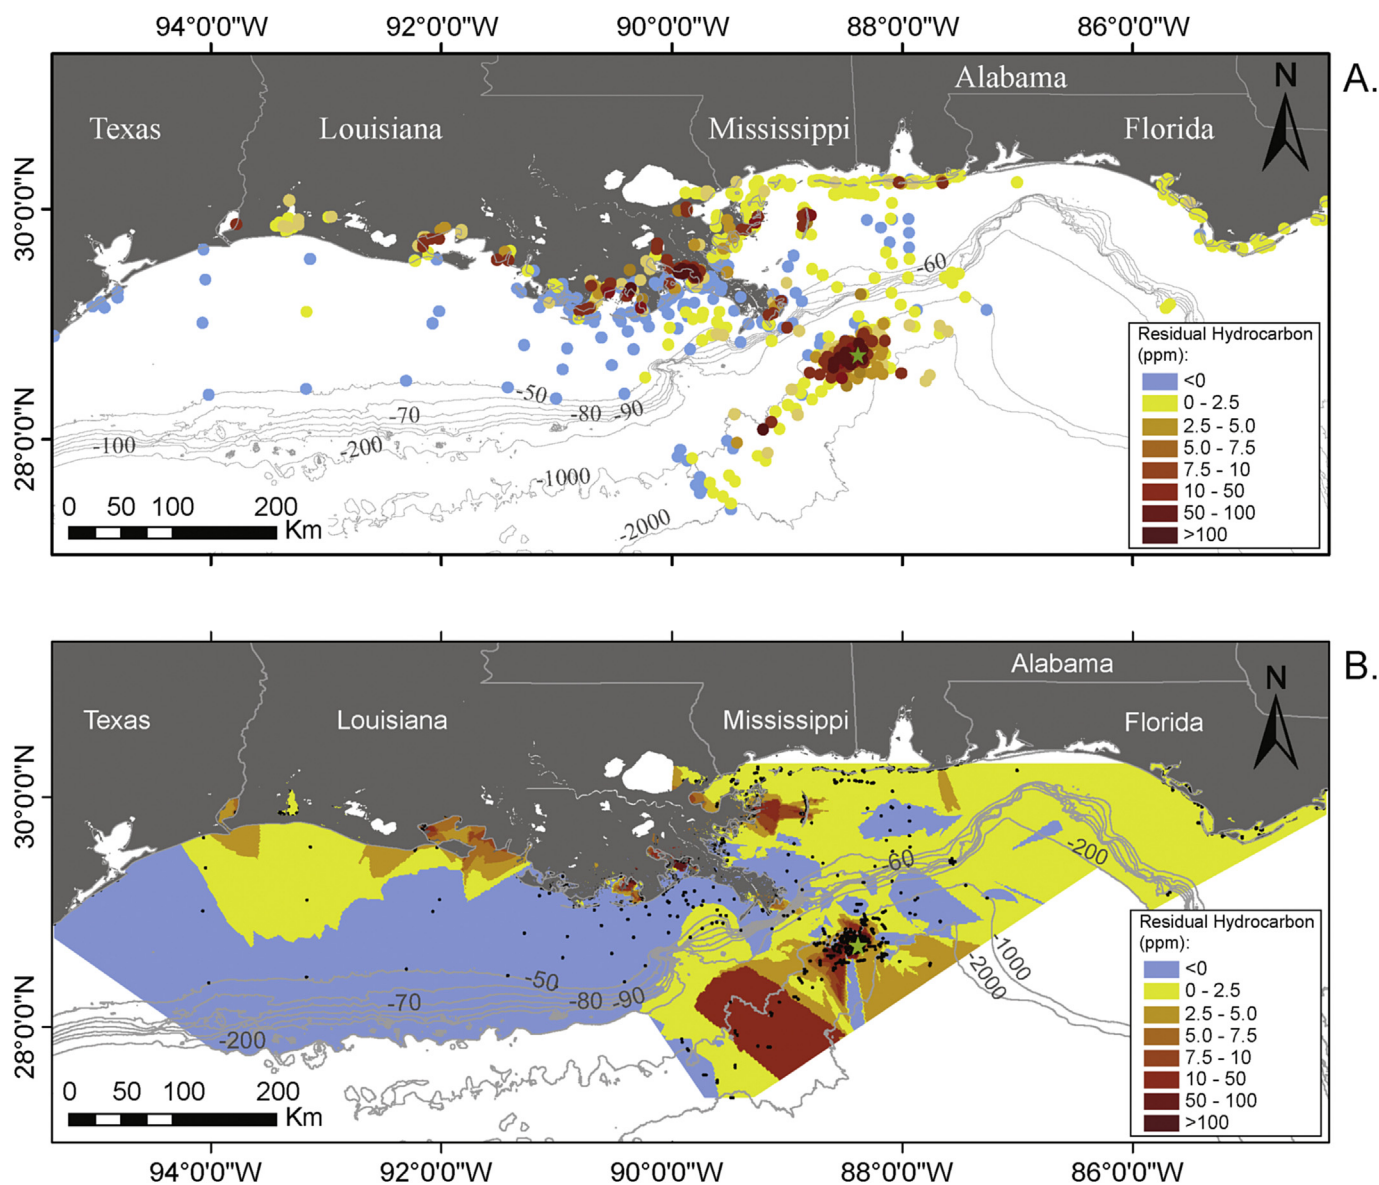 94°0'0"W 92°0'0"W 90°0'0"W 88°0'0"W 86°0'0"W
A.
N
Alabama
Texas Louisiana Mississippi Florida
30°0'0"N
28°0'0"N
-60
-50
-70 -80 -90
-100 -200
-1000
-2000
0 50 100 200
Km
Residual Hydrocarbon
(ppm):
<0
0 - 2.5
2.5 - 5.0
5.0 - 7.5
7.5 - 10
10 - 50
50 - 100
>100
B.
N
Alabama
Texas Louisiana Mississippi Florida
30°0'0"N
28°0'0"N
-60 -200
-50
-70 -80 -90
-200
-1000
-2000
0 50 100 200
Km
Residual Hydrocarbon
(ppm):
<0
0 - 2.5
2.5 - 5.0
5.0 - 7.5
7.5 - 10
10 - 50
50 - 100
>100
94°0'0"W 92°0'0"W 90°0'0"W 88°0'0"W 86°0'0"W